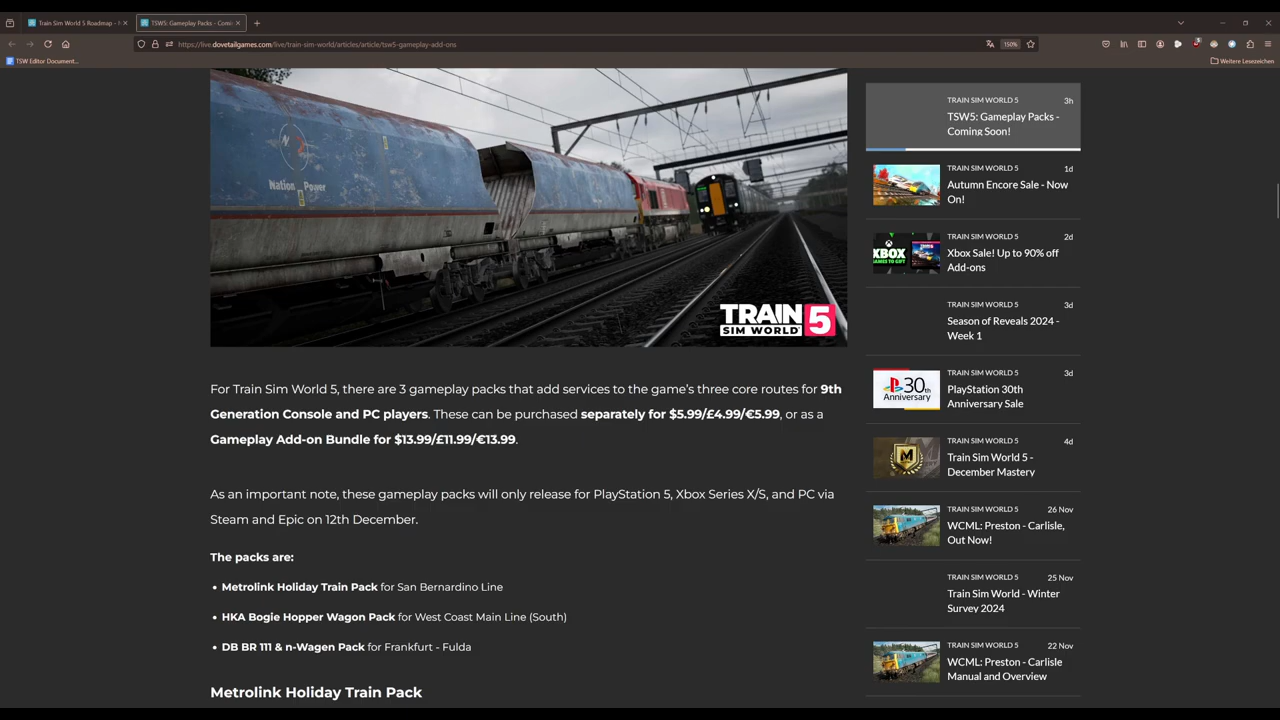 Train Sim World 5 Roadmap - N
TSW5: Gameplay Packs - Comi
https://live.dovetailgames.com/live/train-sim-world/articles/article/tsw5-gameplay-add-ons
150%
TSW Editor Document...
Weitere Lesezeichen
Nation Power
TRAIN
SIM WORLD 5
For Train Sim World 5, there are 3 gameplay packs that add services to the game's three core routes for 9th
Generation Console and PC players. These can be purchased separately for $5.99/£4.99/€5.99, or as a
Gameplay Add-on Bundle for $13.99/£11.99/€13.99.
As an important note, these gameplay packs will only release for PlayStation 5, Xbox Series X/S, and PC via
Steam and Epic on 12th December.
The packs are:
• Metrolink Holiday Train Pack for San Bernardino Line
• HKA Bogie Hopper Wagon Pack for West Coast Main Line (South)
• DB BR 111 & n-Wagen Pack for Frankfurt - Fulda
Metrolink Holiday Train Pack
TRAIN SIM WORLD 5 3h
TSW5: Gameplay Packs -
Coming Soon!
TRAIN SIM WORLD 5 1d
Autumn Encore Sale - Now
On!
XBOX
GAMES TO GIFT
TRAIN SIM WORLD 5 2d
Xbox Sale! Up to 90% off
Add-ons
TRAIN SIM WORLD 5 3d
Season of Reveals 2024 -
Week 1
30th
Anniversary
TRAIN SIM WORLD 5 3d
PlayStation 30th
Anniversary Sale
TRAIN SIM WORLD 5 4d
Train Sim World 5 -
December Mastery
TRAIN SIM WORLD 5 26 Nov
WCML: Preston - Carlisle,
Out Now!
TRAIN SIM WORLD 5 25 Nov
Train Sim World - Winter
Survey 2024
TRAIN SIM WORLD 5 22 Nov
WCML: Preston - Carlisle
Manual and Overview